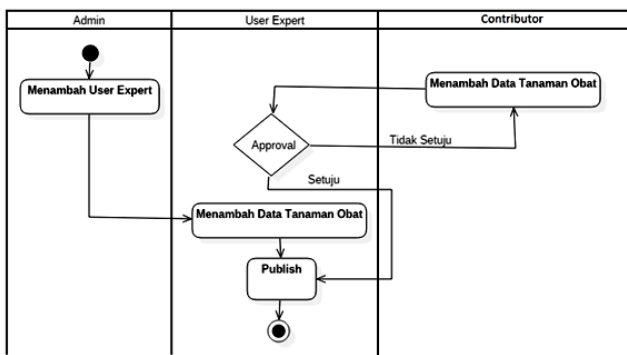 Admin
User Expert
Contributor
Menambah User Expert
Menambah Data Tanaman Obat
Approval
Tidak Setuju
Setuju
Menambah Data Tanaman Obat
Publish